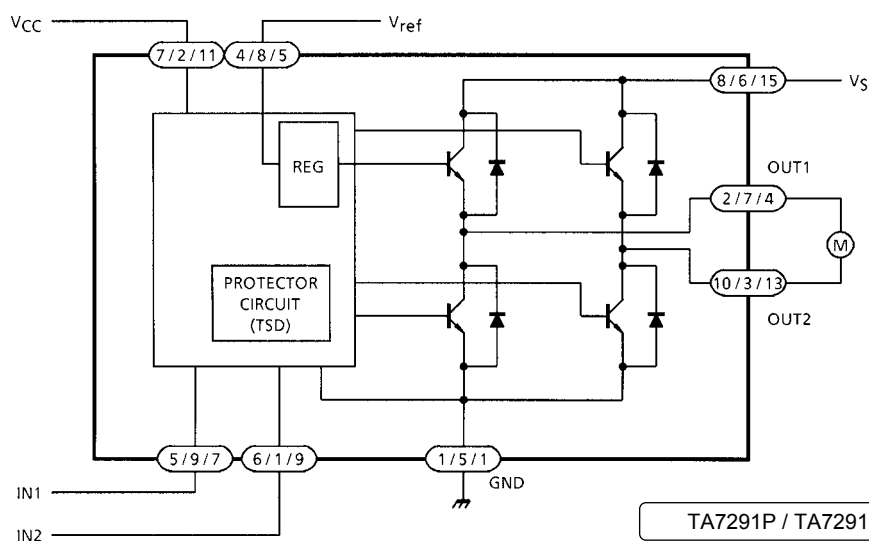 VCC
Vref
7 / 2 / 11
4 / 8 / 5
8 / 6 / 15
VS
REG
OUT1
2 / 7 / 4
M
PROTECTOR
CIRCUIT
(TSD)
10 / 3 / 13
OUT2
5 / 9 / 7
6 / 1 / 9
1 / 5 / 1
GND
IN1
IN2
TA7291P / TA7291